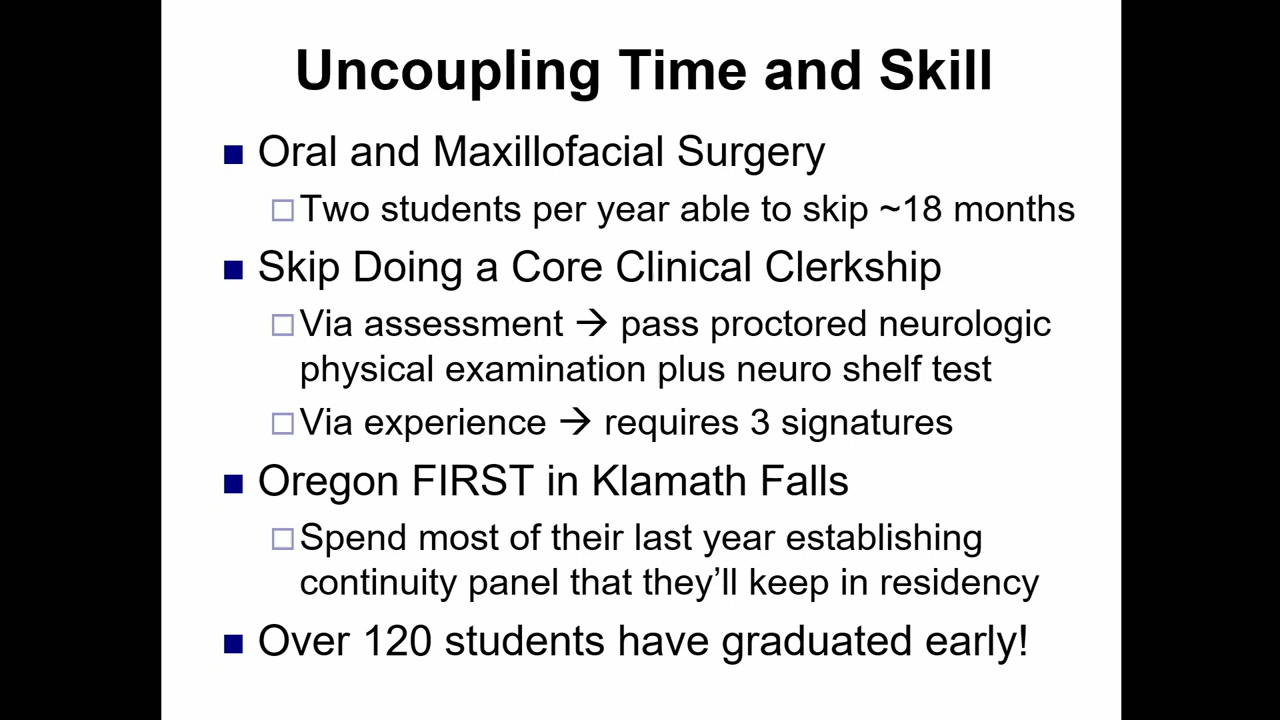 Uncoupling Time and Skill
Oral and Maxillofacial Surgery
Two students per year able to skip ~18 months
Skip Doing a Core Clinical Clerkship
Via assessment → pass proctored neurologic
physical examination plus neuro shelf test
Via experience → requires 3 signatures
Oregon FIRST in Klamath Falls
Spend most of their last year establishing
continuity panel that they’ll keep in residency
Over 120 students have graduated early!